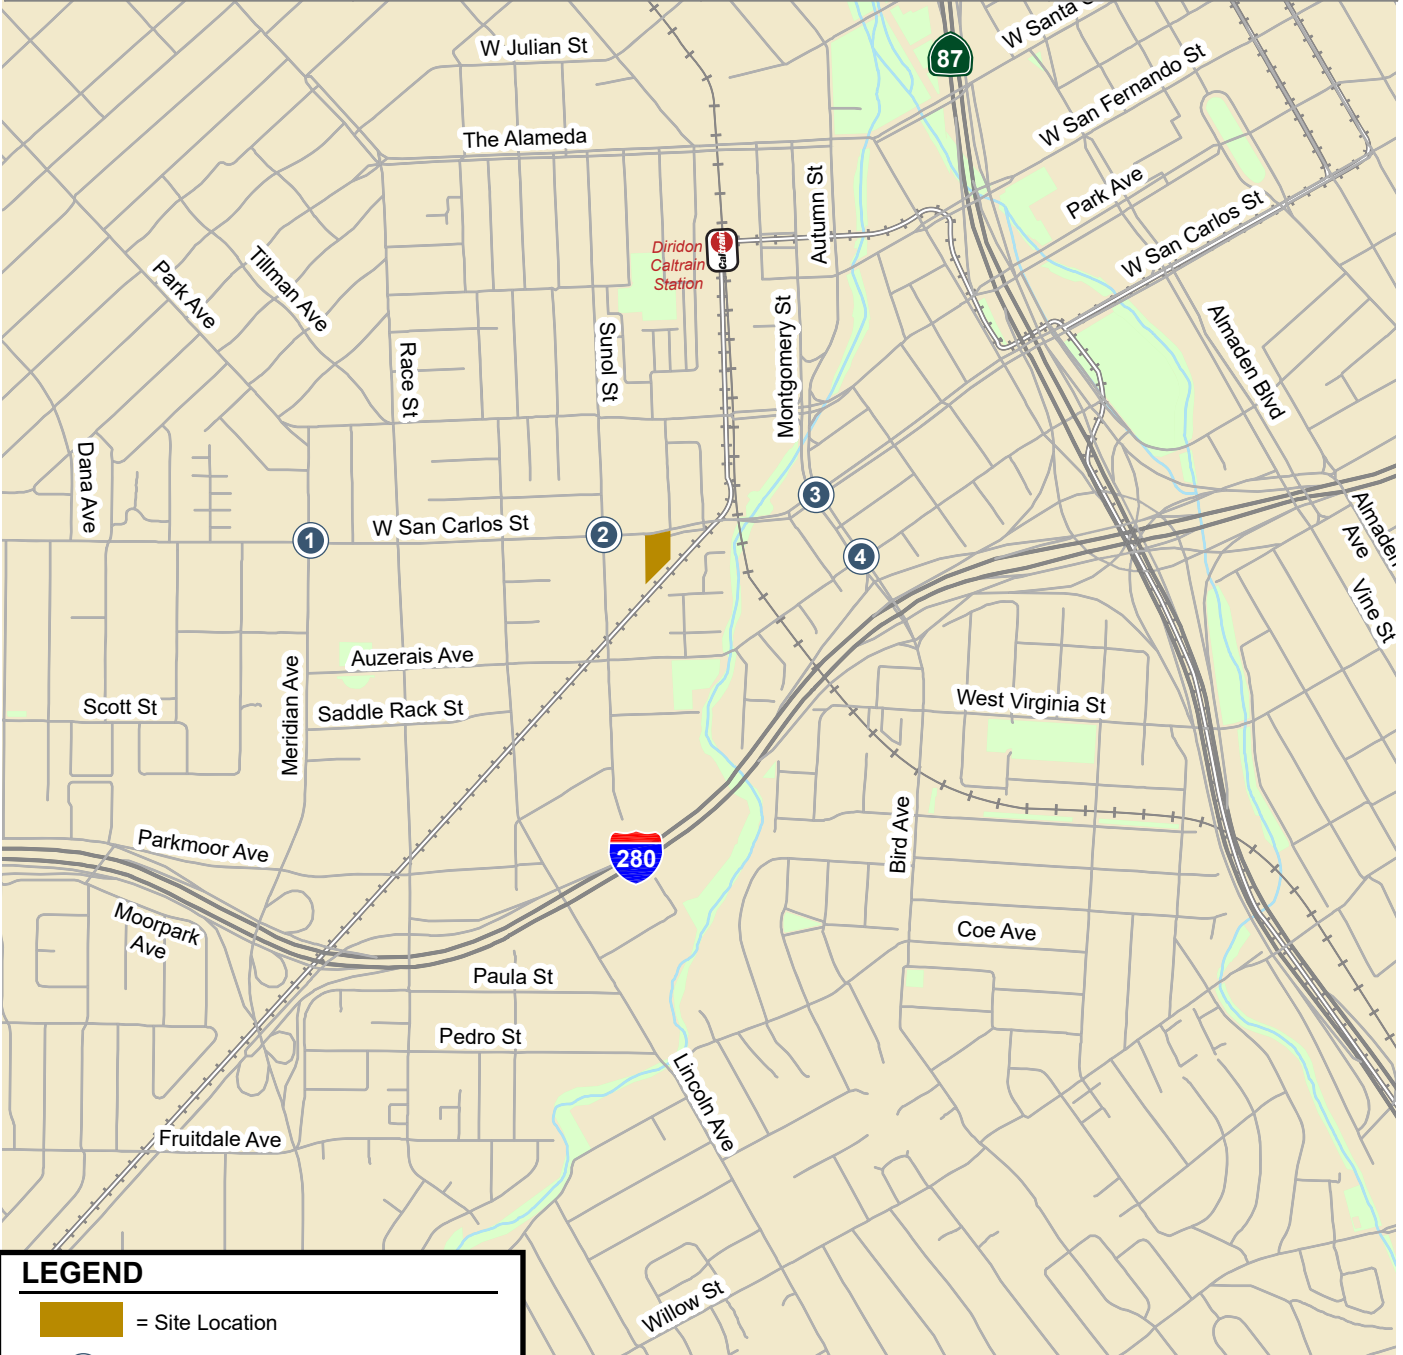 W Santa
87
W Julian St
W San Fernando St
The Alameda
Autumn St
Park Ave
W San Carlos St
Diridon
Caltrain
Station
Caltrain
Tillman Ave
Park Ave
Montgomery St
Almaden Blvd
Sunol St
Race St
Dana Ave
3
Almaden
Ave
W San Carlos St
1
2
4
Vine St
Auzerais Ave
Meridian Ave
Scott St
Saddle Rack St
West Virginia St
Parkmoor Ave
Bird Ave
280
Moorpark
Ave
Coe Ave
Paula St
Pedro St
Lincoln Ave
Fruitdale Ave
Willow St
LEGEND
= Site Location